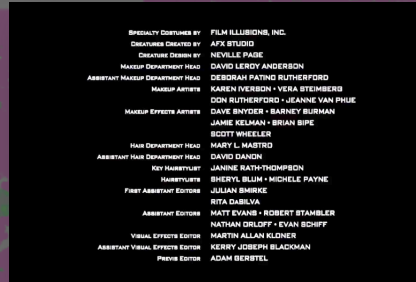 SPECIALTY COSTUMES BY FILM ILLUSIONS, INC.
CREATURES CREATED BY AFX STUDIO
CREATURE DESIGN BY NEVILLE PAGE
MAKEUP DEPARTMENT HEAD DAVID LEROY ANDERSON
ASSISTANT MAKEUP DEPARTMENT HEAD DEBORAH PATINO RUTHERFORD
MAKEUP ARTISTS KAREN IVERSON • VERA STEIMBERG
DON RUTHERFORD • JEANNE VAN PHUE
MAKEUP EFFECTS ARTISTS DAVE SNYDER • BARNEY BURMAN
JAMIE KELMAN • BRIAN SIPE
SCOTT WHEELER
HAIR DEPARTMENT HEAD MARY L. MASTRO
ASSISTANT HAIR DEPARTMENT HEAD DAVID DANON
KEY HAIRSTYLIST JANINE RATH-THOMPSON
HAIRSTYLISTS SHERYL BLUM • MICHELE PAYNE
FIRST ASSISTANT EDITORS JULIAN SMIRKE
RITA DASILVA
ASSISTANT EDITORS MATT EVANS • ROBERT STAMBLER
NATHAN ORLOFF • EVAN SCHIFF
VISUAL EFFECTS EDITOR MARTIN ALLAN KLONER
ASSISTANT VISUAL EFFECTS EDITOR KERRY JOSEPH BLACKMAN
PREVIS EDITOR ADAM GERSTEL